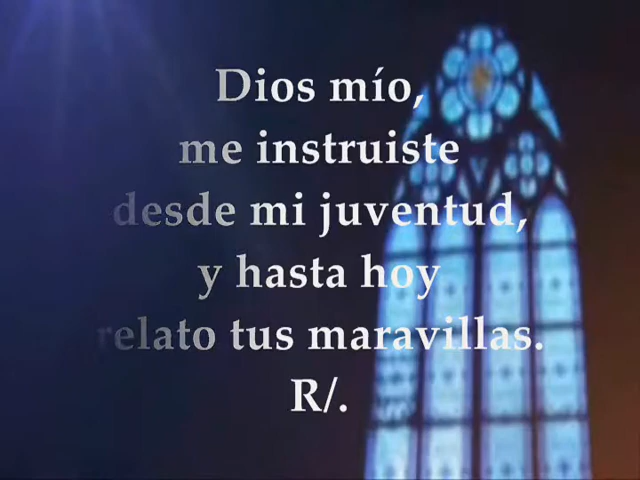 Dios mío,
me instruiste
desde mi juventud,
y hasta hoy
relato tus maravillas.
R/.